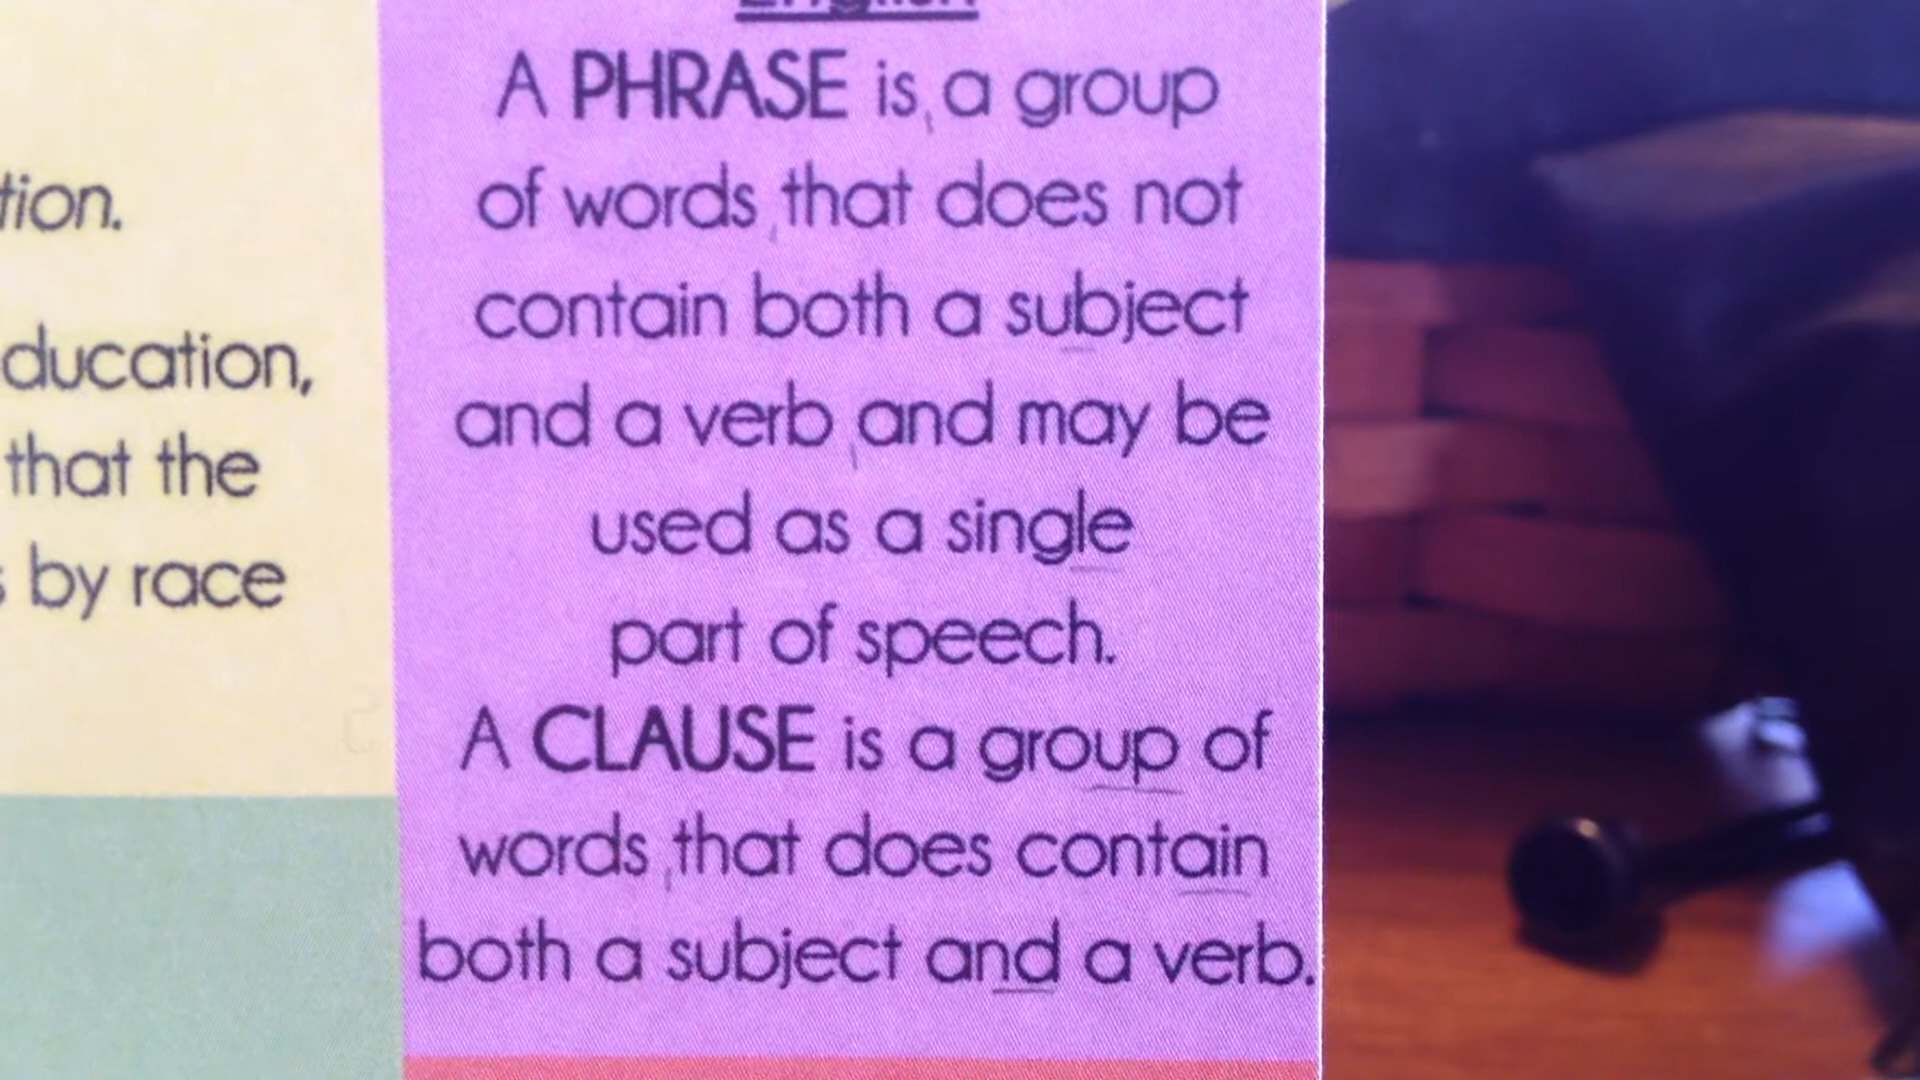 English
A PHRASE is a group
of words that does not
contain both a subject
and a verb and may be
used as a single
part of speech.
A CLAUSE is a group of
words that does contain
both a subject and a verb.
tion.
ducation,
that the
s by race